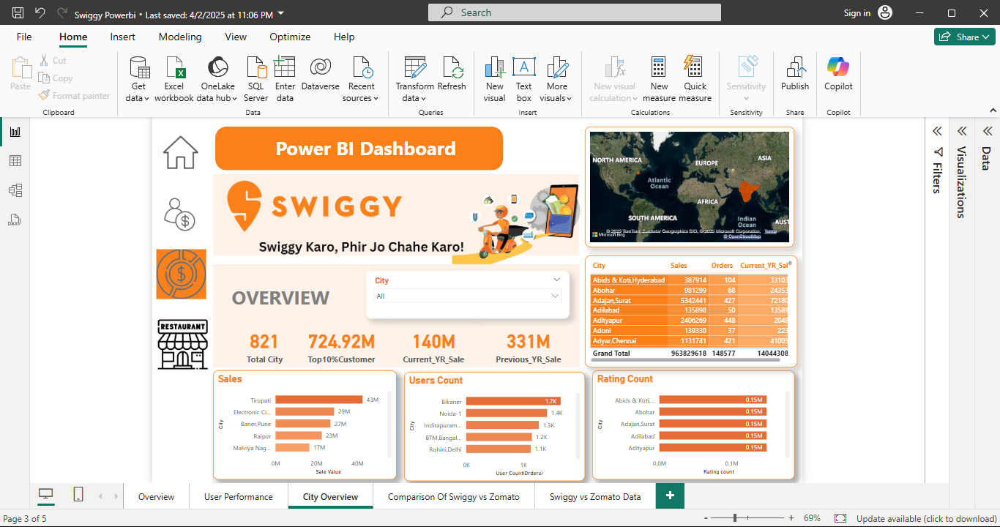 Swiggy Powerbi • Last saved: 4/2/2025 at 11:06 PM
Search
Sign in
File Home Insert Modeling View Optimize Help
Share
Paste
Cut
Copy
Format painter
Clipboard
Get data
Excel workbook
OneLake data hub
SQL Server
Enter data
Dataverse
Recent sources
Data
Transform data
Refresh
Queries
New visual
Text box
More visuals
Insert
New visual calculation
New measure
Quick measure
Calculations
Sensitivity
Sensitivity
Publish
Share
Copilot
Copilot
DAX
RESTAURANT
Power BI Dashboard
SWIGGY
Swiggy Karo, Phir Jo Chahe Karo!
NORTH AMERICA
EUROPE
ASIA
Atlantic Ocean
AFRICA
SOUTH AMERICA
Indian Ocean
AUST
Microsoft Bing
© 2025 TomTom, Earthstar Geographics SIO, © 2025 Microsoft Corporation, Terms
© OpenStreetMap
OVERVIEW
City
All
821
Total City
724.92M
Top10%Customer
140M
Current_YR_Sale
331M
Previous_YR_Sale
City Sales Orders Current_YR_Sal
Abids & Koti,Hyderabad 387914 104 33103
Abohar 981299 68 24353
Adajan,Surat 5342441 427 72180
Adilabad 135898 50 13589
Adityapur 2406269 448 2048
Adoni 139330 37 223
Adyar,Chennai 1131741 421 41005
Grand Total 963829618 148577 14044308
Sales
City
Tirupati 43M
Electronic Ci... 29M
Baner,Pune 27M
Raipur 23M
Malviya Nag... 17M
0M 20M 40M
Sale Value
Users Count
City
Bikaner 1.7K
Noida-1 1.4K
Indirapuram... 1.3K
BTM,Bangal... 1.2K
Rohini,Delhi 1.1K
0K 1K
User Count(Orders)
Rating Count
City
Abids & Koti,... 0.15M
Abohar 0.15M
Adajan,Surat 0.15M
Adilabad 0.15M
Adityapur 0.15M
0.0M 0.1M
Rating count
Filters
Visualizations
Data
Overview
User Performance
City Overview
Comparison Of Swiggy vs Zomato
Swiggy vs Zomato Data
+
Page 3 of 5
- + 69%
Update available (click to download)